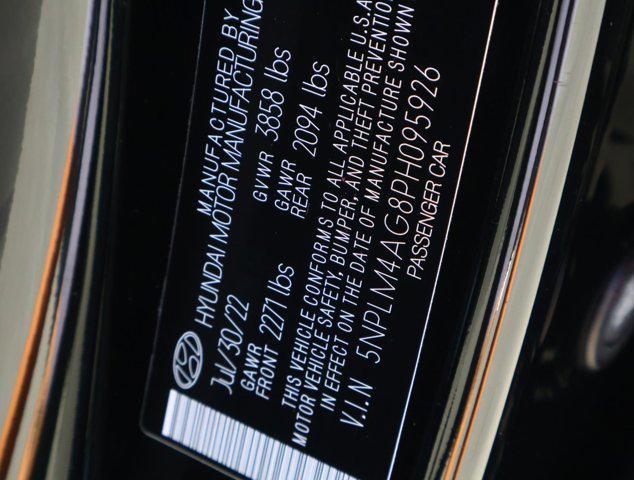 MANUFACTURED BY
HYUNDAI MOTOR MANUFACTURING
JUL/30/22
GVWR 3858 lbs
GAWR
FRONT 2271 lbs
GAWR
REAR 2094 lbs
THIS VEHICLE CONFORMS TO ALL APPLICABLE U.S.A
MOTOR VEHICLE SAFETY, BUMPER, AND THEFT PREVENTION
IN EFFECT ON THE DATE OF MANUFACTURE SHOWN
V.I.N 5NPLM4AG8PH095926
PASSENGER CAR